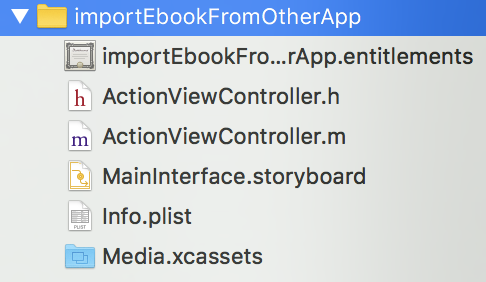 importEbookFromOtherApp
importEbookFro...rApp.entitlements
h ActionViewController.h
m ActionViewController.m
MainInterface.storyboard
PLIST Info.plist
Media.xcassets